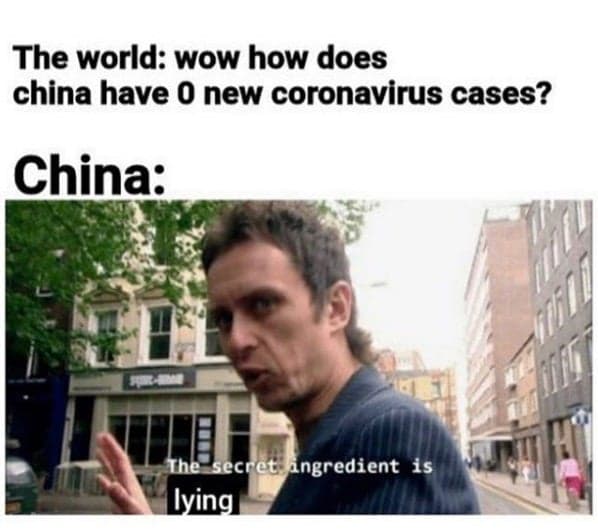 The world: wow how does
china have 0 new coronavirus cases?
China:
The secret ingredient is
lying